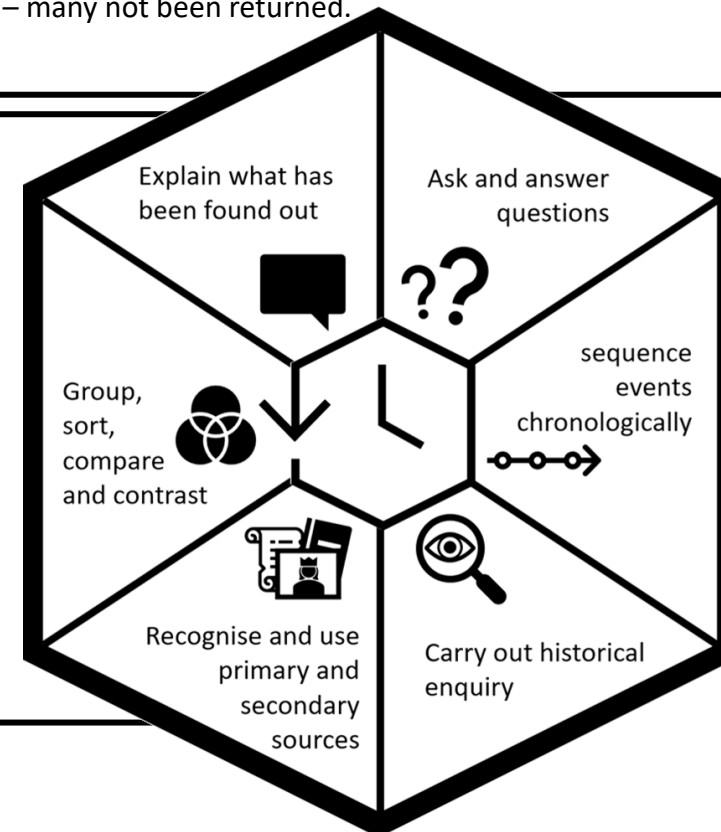 – many not been returned.
Explain what has
been found out
Ask and answer
questions
??
sequence
events
chronologically
Group,
sort,
compare
and contrast
Recognise and use
primary and
secondary
sources
Carry out historical
enquiry